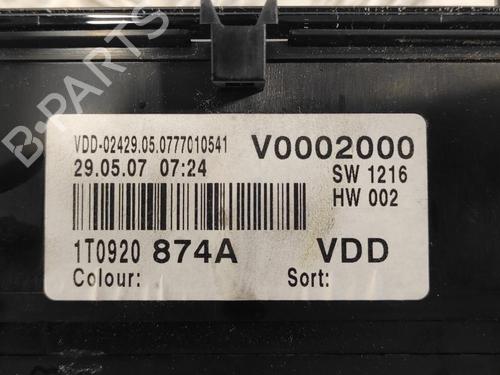 B-PARTS
VDD-02429.05.0777010541 V0002000
29.05.07 07:24 SW 1216
HW 002
1T0920 874A VDD
Colour: Sort: